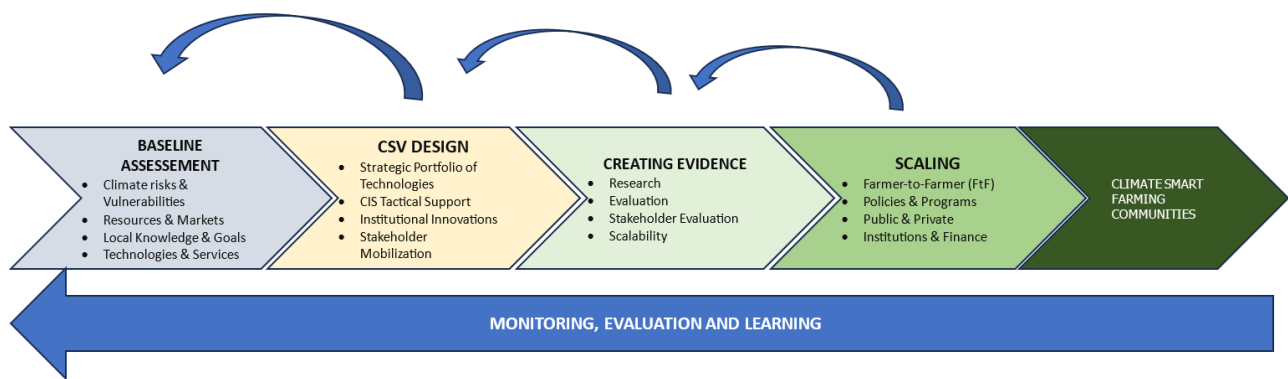 BASELINE
ASSESSEMENT
• Climate risks &
Vulnerabilities
• Resources & Markets
• Local Knowledge & Goals
• Technologies & Services
CSV DESIGN
• Strategic Portfolio of
Technologies
• CIS Tactical Support
• Institutional Innovations
• Stakeholder
Mobilization
CREATING EVIDENCE
• Research
• Evaluation
• Stakeholder Evaluation
• Scalability
SCALING
• Farmer-to-Farmer (FtF)
• Policies & Programs
• Public & Private
• Institutions & Finance
CLIMATE SMART
FARMING
COMMUNITIES
MONITORING, EVALUATION AND LEARNING